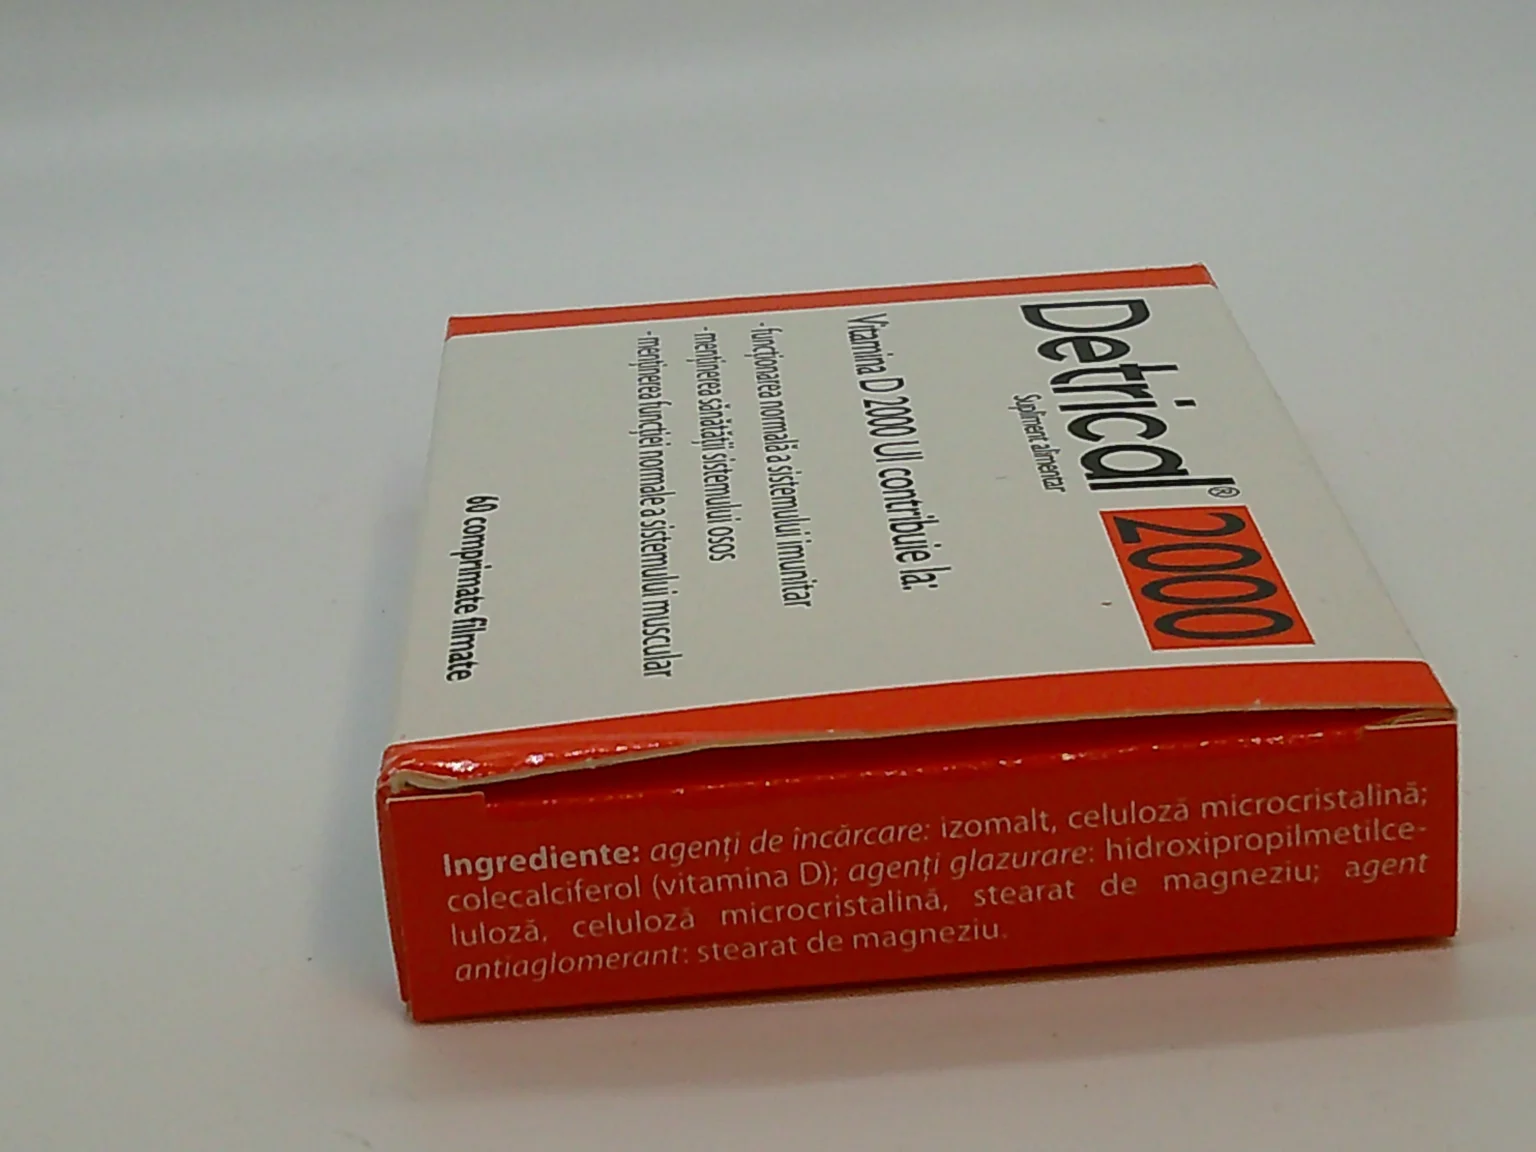 Detrical® 2000
Supliment alimentar
Vitamina D 2000 UI contribuie la:
- funcționarea normală a sistemului imunitar
- menținerea sănătății sistemului osos
- menținerea funcției normale a sistemului muscular
60 comprimate filmate
Ingrediente: agenți de încărcare: izomalt, celuloză microcristalină;
colecalciferol (vitamina D); agenți glazurare: hidroxipropilmetilce-
luloză, celuloză microcristalină, stearat de magneziu; agent
antiaglomerant: stearat de magneziu.